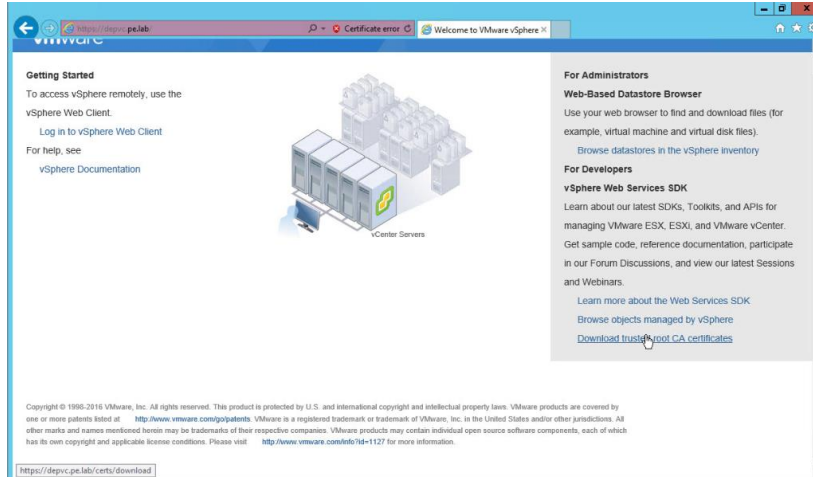 https://depvc.pe.lab/
Certificate error
Welcome to VMware vSphere
vmware
Getting Started
To access vSphere remotely, use the
vSphere Web Client.
Log in to vSphere Web Client
For help, see
vSphere Documentation
vCenter Servers
For Administrators
Web-Based Datastore Browser
Use your web browser to find and download files (for
example, virtual machine and virtual disk files).
Browse datastores in the vSphere inventory
For Developers
vSphere Web Services SDK
Learn about our latest SDKs, Toolkits, and APIs for
managing VMware ESX, ESXi, and VMware vCenter.
Get sample code, reference documentation, participate
in our Forum Discussions, and view our latest Sessions
and Webinars.
Learn more about the Web Services SDK
Browse objects managed by vSphere
Download trusted root CA certificates
Copyright © 1998-2016 VMware, Inc. All rights reserved. This product is protected by U.S. and international copyright and intellectual property laws. VMware products are covered by
one or more patents listed at http://www.vmware.com/go/patents. VMware is a registered trademark or trademark of VMware, Inc. in the United States and/or other jurisdictions. All
other marks and names mentioned herein may be trademarks of their respective companies. VMware products may contain individual open source software components, each of which
has its own copyright and applicable license conditions. Please visit http://www.vmware.com/info?id=1127 for more information.
https://depvc.pe.lab/certs/download